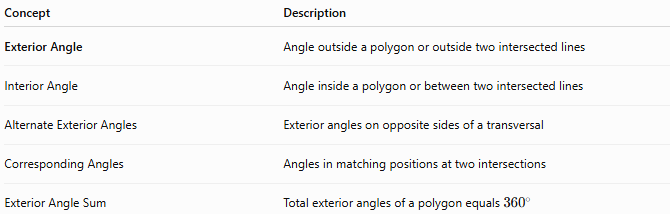 Concept Description
Exterior Angle Angle outside a polygon or outside two intersected lines
Interior Angle Angle inside a polygon or between two intersected lines
Alternate Exterior Angles Exterior angles on opposite sides of a transversal
Corresponding Angles Angles in matching positions at two intersections
Exterior Angle Sum Total exterior angles of a polygon equals 360°